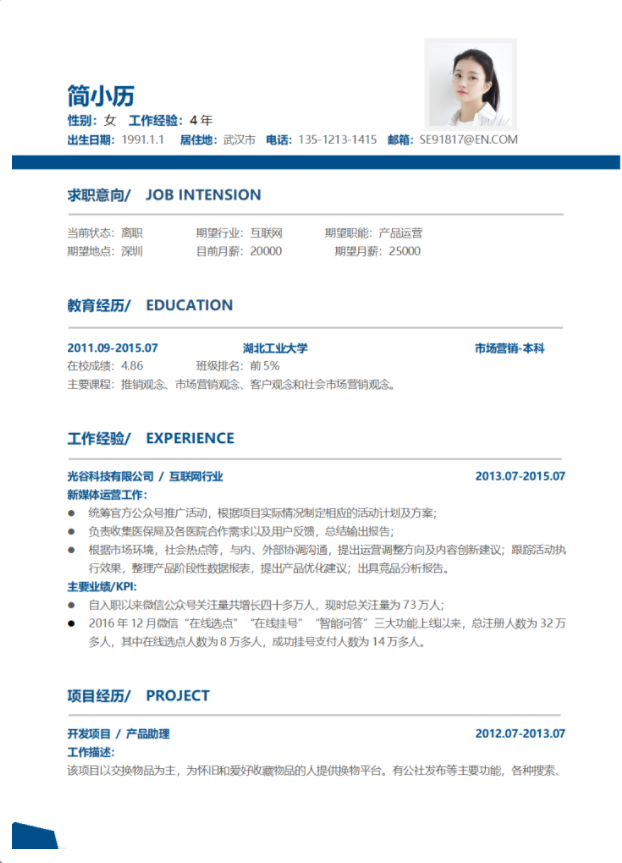 简小历
性别：女 工作经验：4 年
出生日期：1991.1.1 居住地：武汉市 电话：135-1213-1415 邮箱：SE91817@EN.COM
求职意向/ JOB INTENSION
当前状态：离职 期望行业：互联网 期望职能：产品运营
期望地点：深圳 目前月薪：20000 期望月薪：25000
教育经历/ EDUCATION
2011.09-2015.07 湖北工业大学 市场营销-本科
在校成绩：4.86 班级排名：前 5%
主要课程：推销观念、市场营销观念、客户观念和社会市场营销观念。
工作经验/ EXPERIENCE
光谷科技有限公司 / 互联网行业 2013.07-2015.07
新媒体运营工作：
● 统筹官方公众号推广活动，根据项目实际情况制定相应的活动计划及方案；
● 负责收集医保局及各医院合作需求以及用户反馈，总结输出报告；
● 根据市场环境，社会热点等，与内、外部协调沟通，提出运营调整方向及内容创新建议；跟踪活动执
行效果，整理产品阶段性数据报表，提出产品优化建议；出具竞品分析报告。
主要业绩/KPI:
● 自入职以来微信公众号关注量共增长四十多万人，现时总关注量为 73 万人；
● 2016 年 12 月微信“在线选点” “在线挂号” “智能问答”三大功能上线以来，总注册人数为 32 万
多人，其中在线选点人数为 8 万多人，成功挂号支付人数为 14 万多人。
项目经历/ PROJECT
开发项目 / 产品助理 2012.07-2013.07
工作描述：
该项目以交换物品为主，为怀旧和爱好收藏物品的人提供换物平台。有公社发布等主要功能，各种搜索、